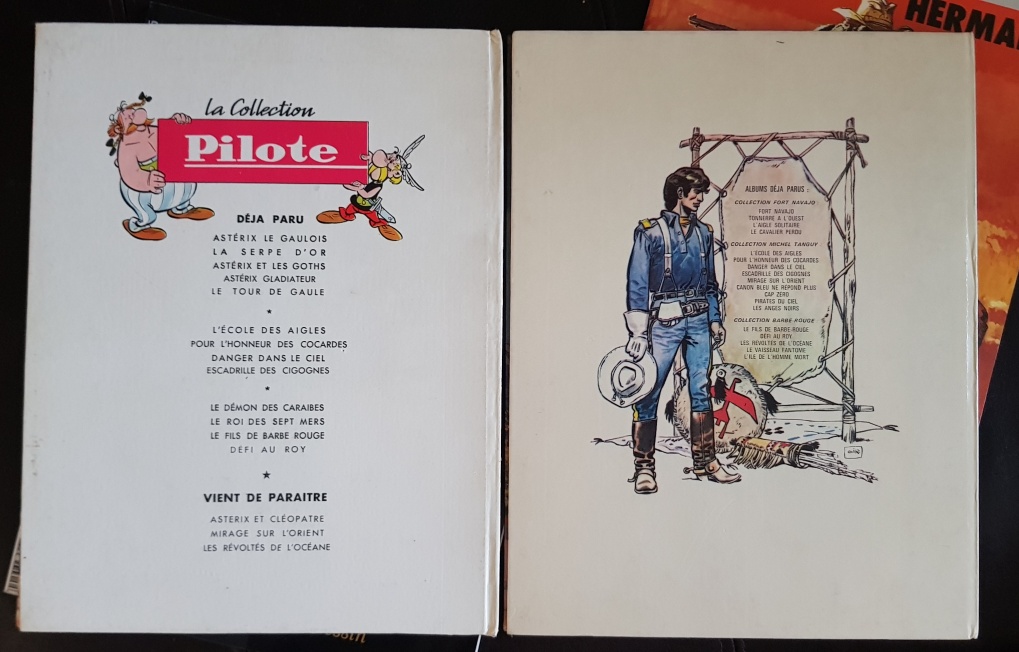 la Collection
Pilote
DÉJA PARU
ASTÉRIX LE GAULOIS
LA SERPE D'OR
ASTÉRIX ET LES GOTHS
ASTÉRIX GLADIATEUR
LE TOUR DE GAULE
L'ÉCOLE DES AIGLES
POUR L'HONNEUR DES COCARDES
DANGER DANS LE CIEL
ESCADRILLE DES CIGOGNES
LE DÉMON DES CARAIBES
LE ROI DES SEPT MERS
LE FILS DE BARBE ROUGE
DEFI AU ROY
VIENT DE PARAITRE
ASTERIX ET CLÉOPATRE
MIRAGE SUR L'ORIENT
LES RÉVOLTÉS DE L'OCÉANE
ALBUMS DÉJA PARUS :
COLLECTION FORT NAVAJO
FORT NAVAJO
TONNERRE A L'OUEST
L'AIGLE SOLITAIRE
LE CAVALIER PERDU
COLLECTION MICHEL TANGUY
L'ÉCOLE DES AIGLES
POUR L'HONNEUR DES COCARDES
DANGER DANS LE CIEL
ESCADRILLE DES CIGOGNES
MIRAGE SUR L'ORIENT
CANON BLEU NE RÉPOND PLUS
CAP ZÉRO
PIRATES DU CIEL
LES ANGES NOIRS
COLLECTION BARBE-ROUGE
LE FILS DE BARBE-ROUGE
DÉFI AU ROY
LES RÉVOLTÉS DE L'OCÉANE
LE VAISSEAU FANTOME
L'ILE DE L'HOMME MORT
HERMA